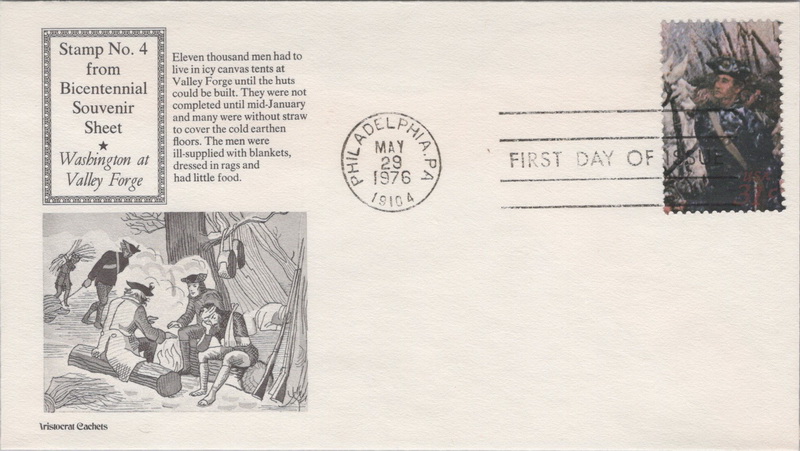 Stamp No. 4
from
Bicentennial
Souvenir
Sheet
★
Washington at
Valley Forge
Eleven thousand men had to
live in icy canvas tents at
Valley Forge until the huts
could be built. They were not
completed until mid-January
and many were without straw
to cover the cold earthen
floors. The men were
ill-supplied with blankets,
dressed in rags and
had little food.
PHILADELPHIA, PA
MAY
29
1976
19104
FIRST DAY OF ISSUE
Aristocrat Cachets